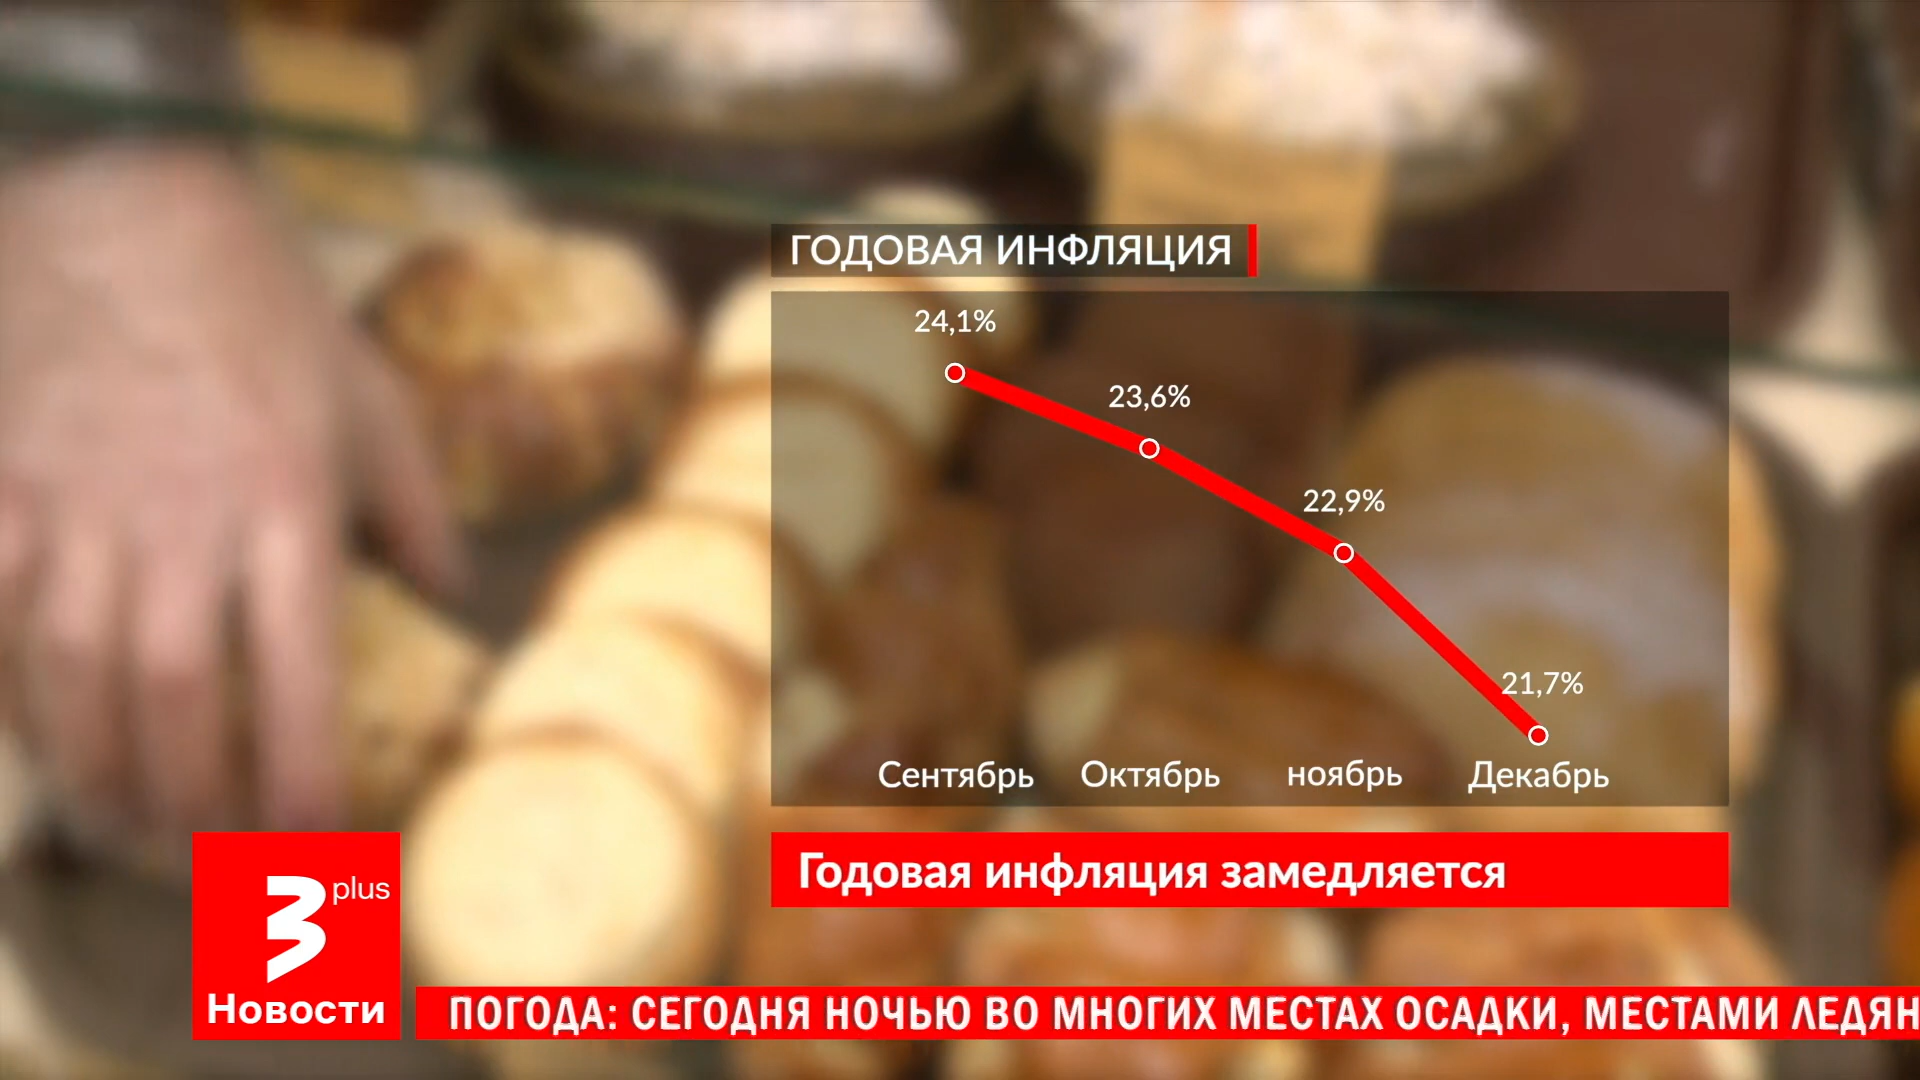 ГОДОВАЯ ИНФЛЯЦИЯ
24,1%
23,6%
22,9%
21,7%
Сентябрь Октябрь ноябрь Декабрь
Годовая инфляция замедляется
3 plus
Новости
ПОГОДА: СЕГОДНЯ НОЧЬЮ ВО МНОГИХ МЕСТАХ ОСАДКИ, МЕСТАМИ ЛЕДЯН